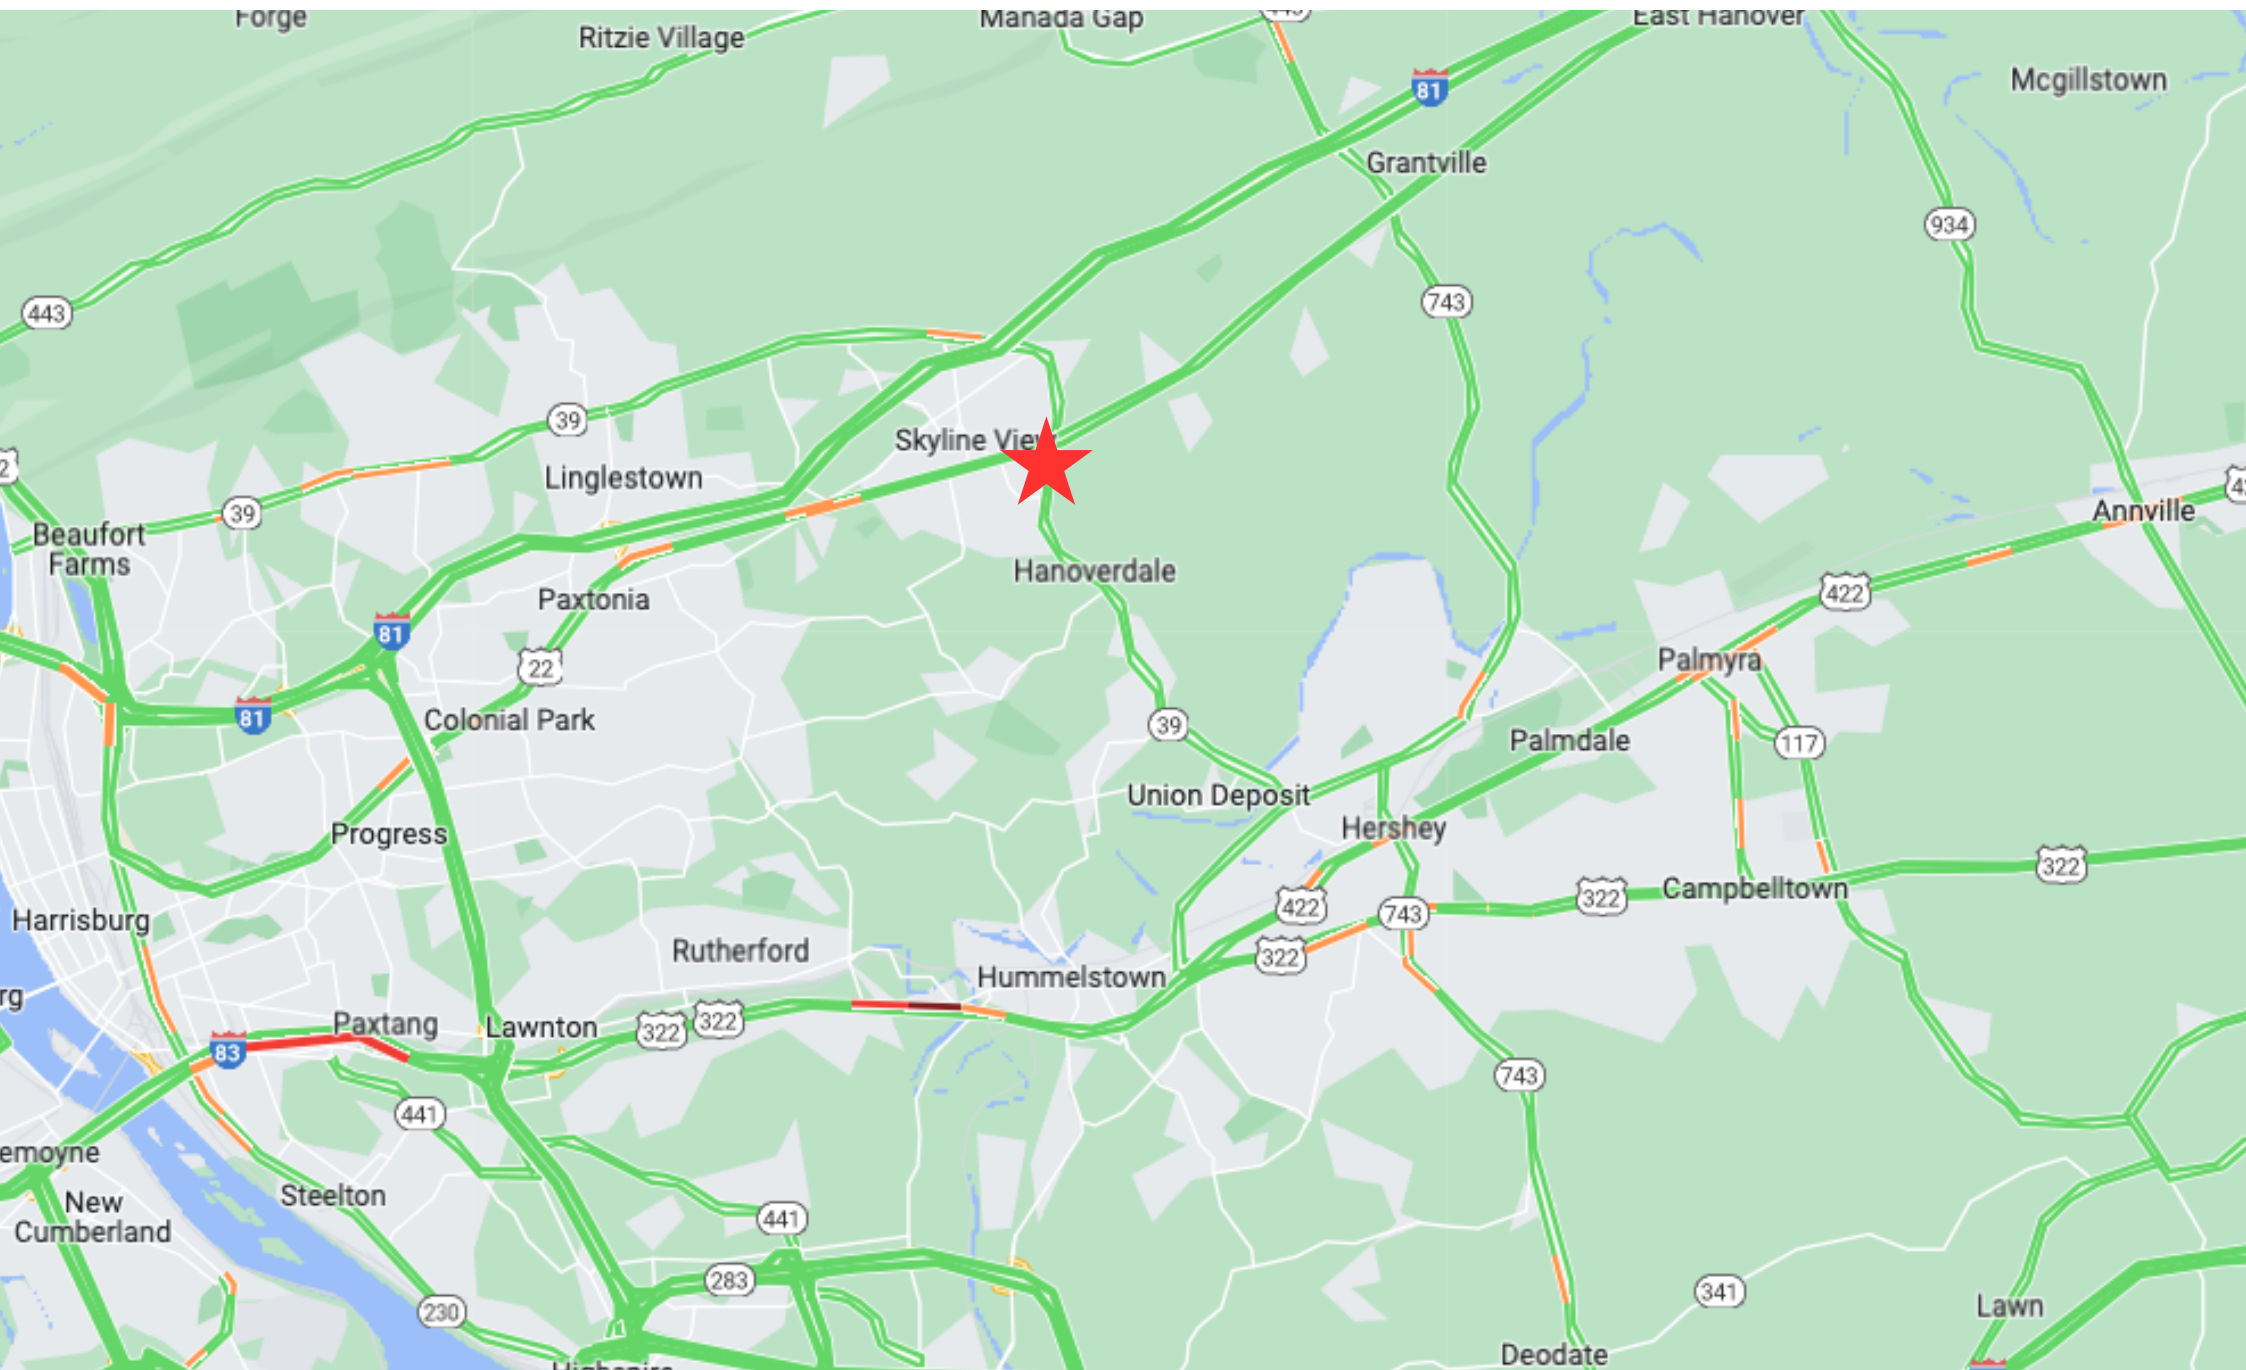 Forge
Ritzie Village
Manada Gap
443
East Hanover
81
Mcgillstown
Grantville
934
743
443
39
Skyline View
Linglestown
39
Beaufort
Farms
Annville
Hanoverdale
422
Paxtonia
81
22
Palmyra
81
Colonial Park
39
Palmdale
117
Union Deposit
Progress
Hershey
322
Campbelltown
322
422
743
Harrisburg
Rutherford
322
Hummelstown
rg
322
322
Paxtang
Lawnton
83
743
441
emoyne
Steelton
New
Cumberland
441
283
341
230
Lawn
Deodate